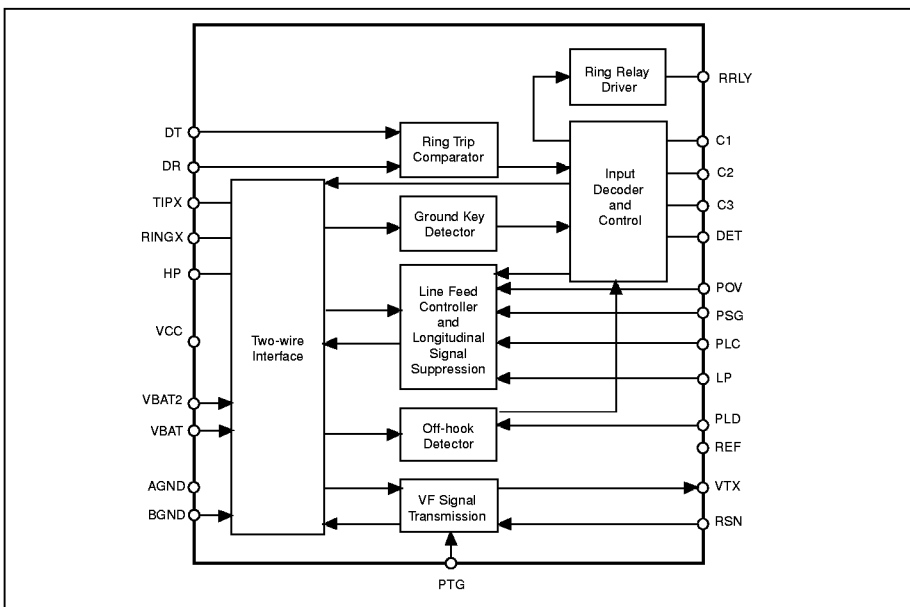 Ring Relay
Driver
RRLY
DT
Ring Trip
Comparator
C1
DR
Input
Decoder
and
Control
C2
TIPX
C3
Ground Key
Detector
RINGX
DET
HP
POV
Line Feed
Controller
and
Longitudinal
Signal
Suppression
PSG
VCC
Two-wire
Interface
PLC
LP
VBAT2
VBAT
Off-hook
Detector
PLD
REF
AGND
VF Signal
Transmission
VTX
BGND
RSN
PTG